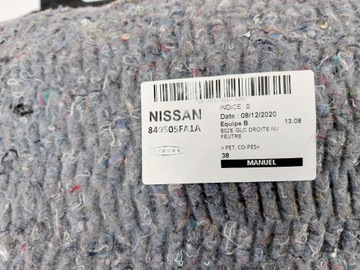 INDICE : 0
NISSAN
849505FA1A
Date : 08/12/2020
Equipe B 13:08
B02E GLC DROITE NV
FEUTRE
> PET, CO-PES<
38
MANUEL